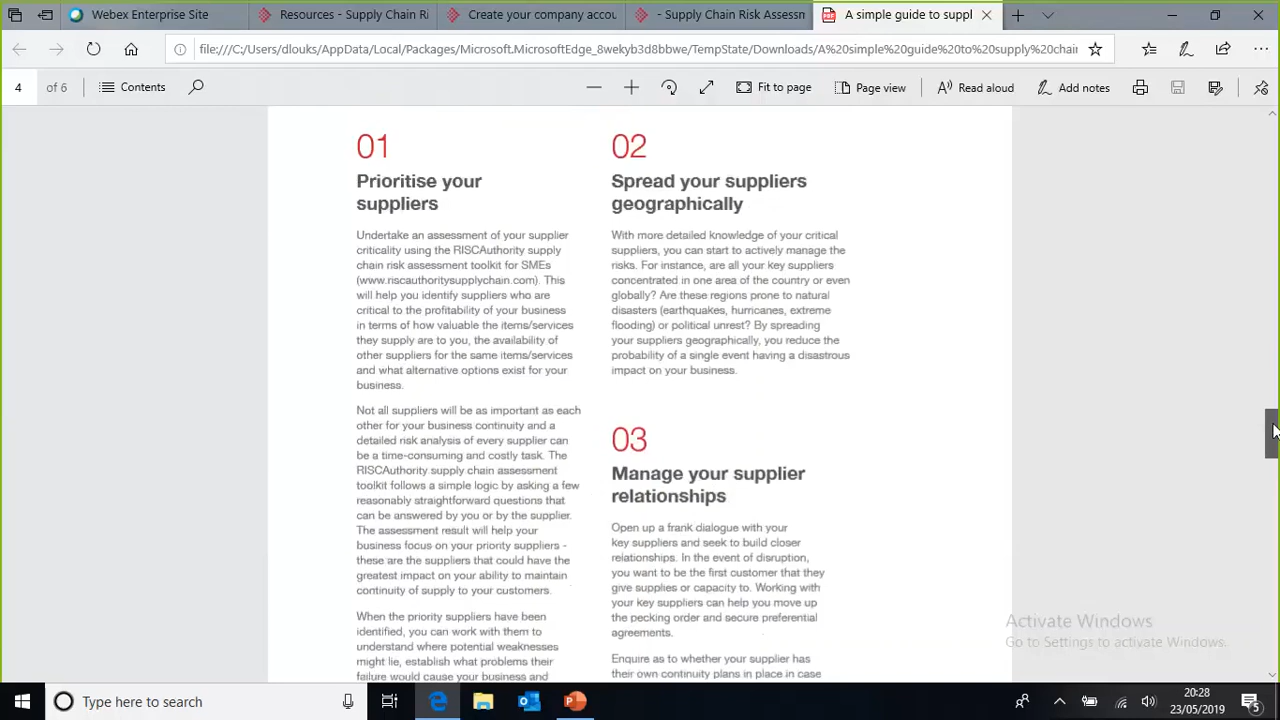 Webex Enterprise Site
Resources - Supply Chain Ri
Create your company accou
- Supply Chain Risk Assessn
A simple guide to suppl
file:///C:/Users/dlouks/AppData/Local/Packages/Microsoft.MicrosoftEdge_8wekyb3d8bbwe/TempState/Downloads/A%20simple%20guide%20to%20supply%20chain
4 of 6
Contents
Fit to page
Page view
Read aloud
Add notes
01
Prioritise your
suppliers
Undertake an assessment of your supplier
criticality using the RISCAuthority supply
chain risk assessment toolkit for SMEs
(www.riscauthoritysupplychain.com). This
will help you identify suppliers who are
critical to the profitability of your business
in terms of how valuable the items/services
they supply are to you, the availability of
other suppliers for the same items/services
and what alternative options exist for your
business.
Not all suppliers will be as important as each
other for your business continuity and a
detailed risk analysis of every supplier can
be a time-consuming and costly task. The
RISCAuthority supply chain assessment
toolkit follows a simple logic by asking a few
reasonably straightforward questions that
can be answered by you or by the supplier.
The assessment result will help your
business focus on your priority suppliers -
these are the suppliers that could have the
greatest impact on your ability to maintain
continuity of supply to your customers.
When the priority suppliers have been
identified, you can work with them to
understand where potential weaknesses
might lie, establish what problems their
failure would cause your business and
02
Spread your suppliers
geographically
With more detailed knowledge of your critical
suppliers, you can start to actively manage the
risks. For instance, are all your key suppliers
concentrated in one area of the country or even
globally? Are these regions prone to natural
disasters (earthquakes, hurricanes, extreme
flooding) or political unrest? By spreading
your suppliers geographically, you reduce the
probability of a single event having a disastrous
impact on your business.
03
Manage your supplier
relationships
Open up a frank dialogue with your
key suppliers and seek to build closer
relationships. In the event of disruption,
you want to be the first customer that they
give supplies or capacity to. Working with
your key suppliers can help you move up
the pecking order and secure preferential
agreements.
Enquire as to whether your supplier has
their own continuity plans in place in case
Activate Windows
Go to Settings to activate Windows.
Type here to search
20:28
23/05/2019
5